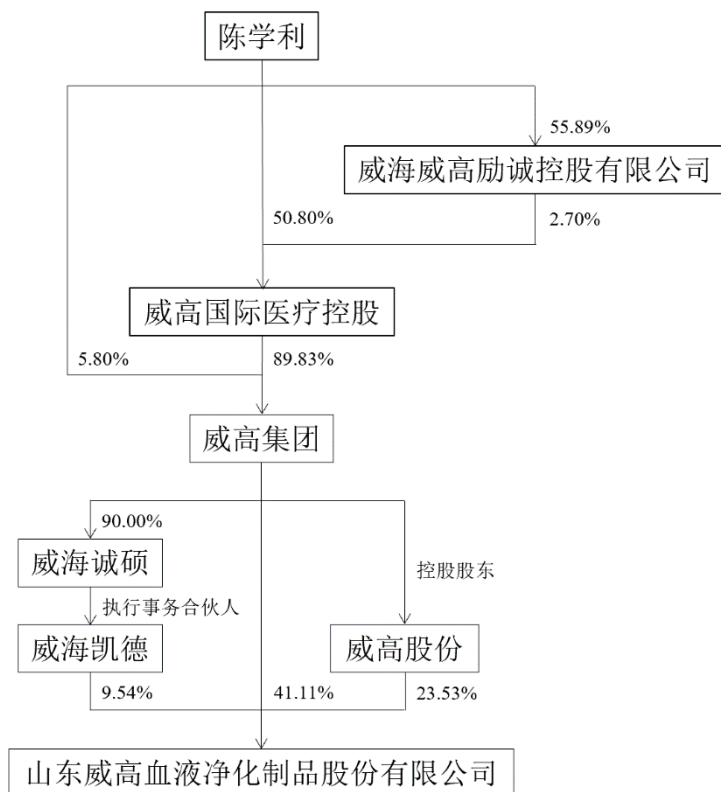 陈学利
55.89%
威海威高励诚控股有限公司
50.80%
2.70%
威高国际医疗控股
5.80%
89.83%
威高集团
90.00%
威海诚硕
控股股东
执行事务合伙人
威海凯德
威高股份
9.54%
41.11%
23.53%
山东威高血液净化制品股份有限公司